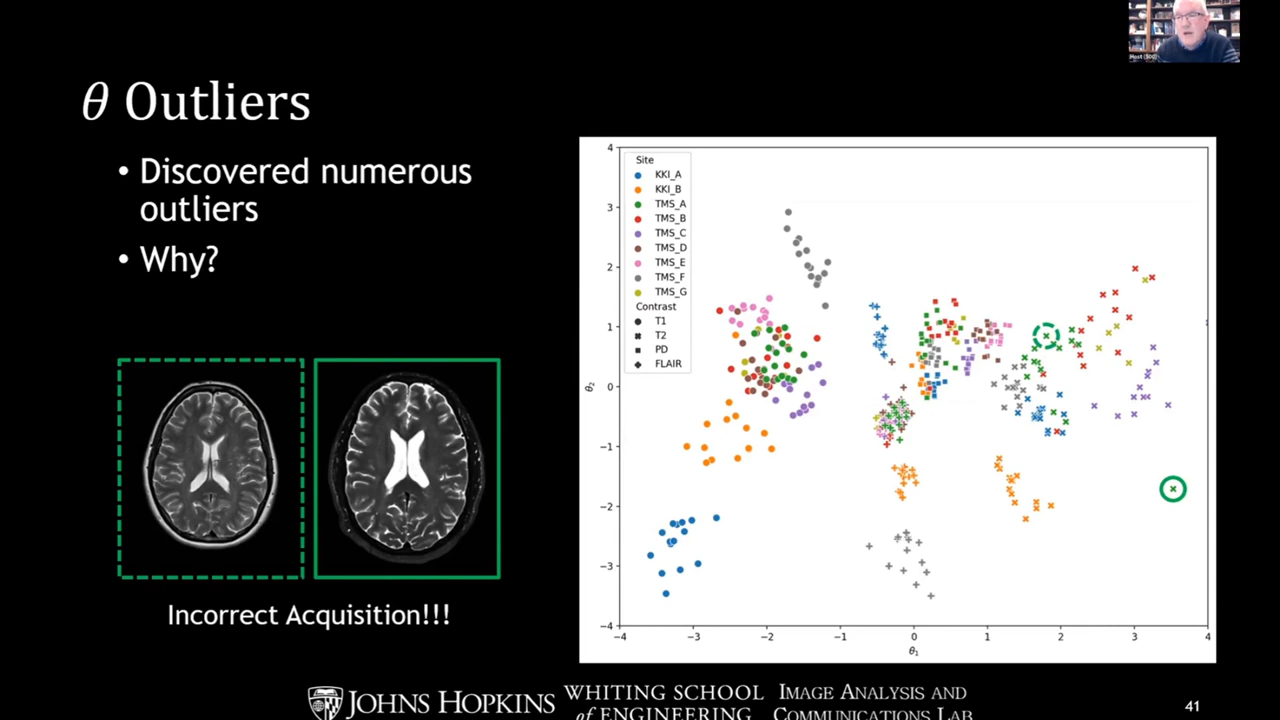 Host (500)
θ Outliers
• Discovered numerous
outliers
• Why?
Incorrect Acquisition!!!
Site
KKI_A
KKI_B
TMS_A
TMS_B
TMS_C
TMS_D
TMS_E
TMS_F
TMS_G
Contrast
T1
T2
PD
FLAIR
4
3
2
1
0
−1
−2
−3
−4
θ2
−4 −3 −2 −1 0 1 2 3 4
θ1
JOHNS HOPKINS
WHITING SCHOOL
of ENGINEERING
IMAGE ANALYSIS AND
COMMUNICATIONS LAB
41